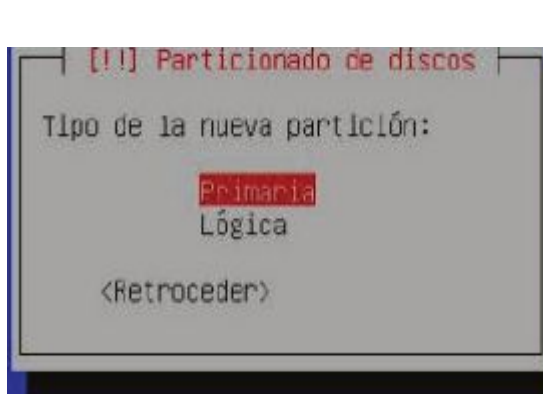 [!!] Particionado de discos
Tipo de la nueva partición:
Primaria
Lógica
<Retroceder>